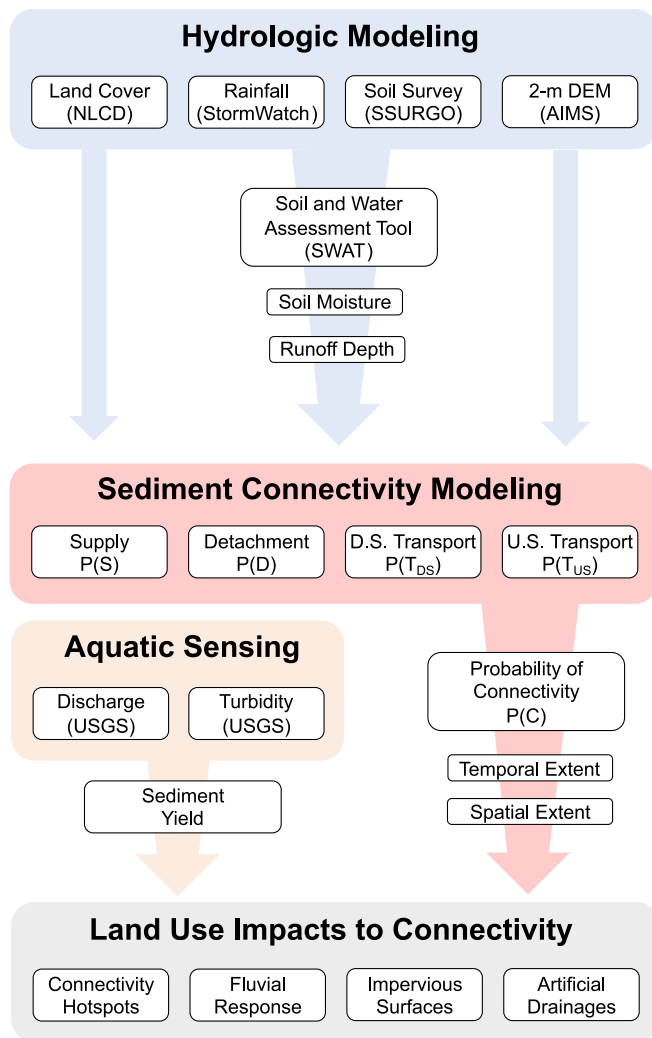 Hydrologic Modeling
Land Cover
(NLCD)
Rainfall
(StormWatch)
Soil Survey
(SSURGO)
2-m DEM
(AIMS)
Soil and Water
Assessment Tool
(SWAT)
Soil Moisture
Runoff Depth
Sediment Connectivity Modeling
Supply
P(S)
Detachment
P(D)
D.S. Transport
P(T_DS)
U.S. Transport
P(T_US)
Aquatic Sensing
Discharge
(USGS)
Turbidity
(USGS)
Sediment
Yield
Probability of
Connectivity
P(C)
Temporal Extent
Spatial Extent
Land Use Impacts to Connectivity
Connectivity
Hotspots
Fluvial
Response
Impervious
Surfaces
Artificial
Drainages